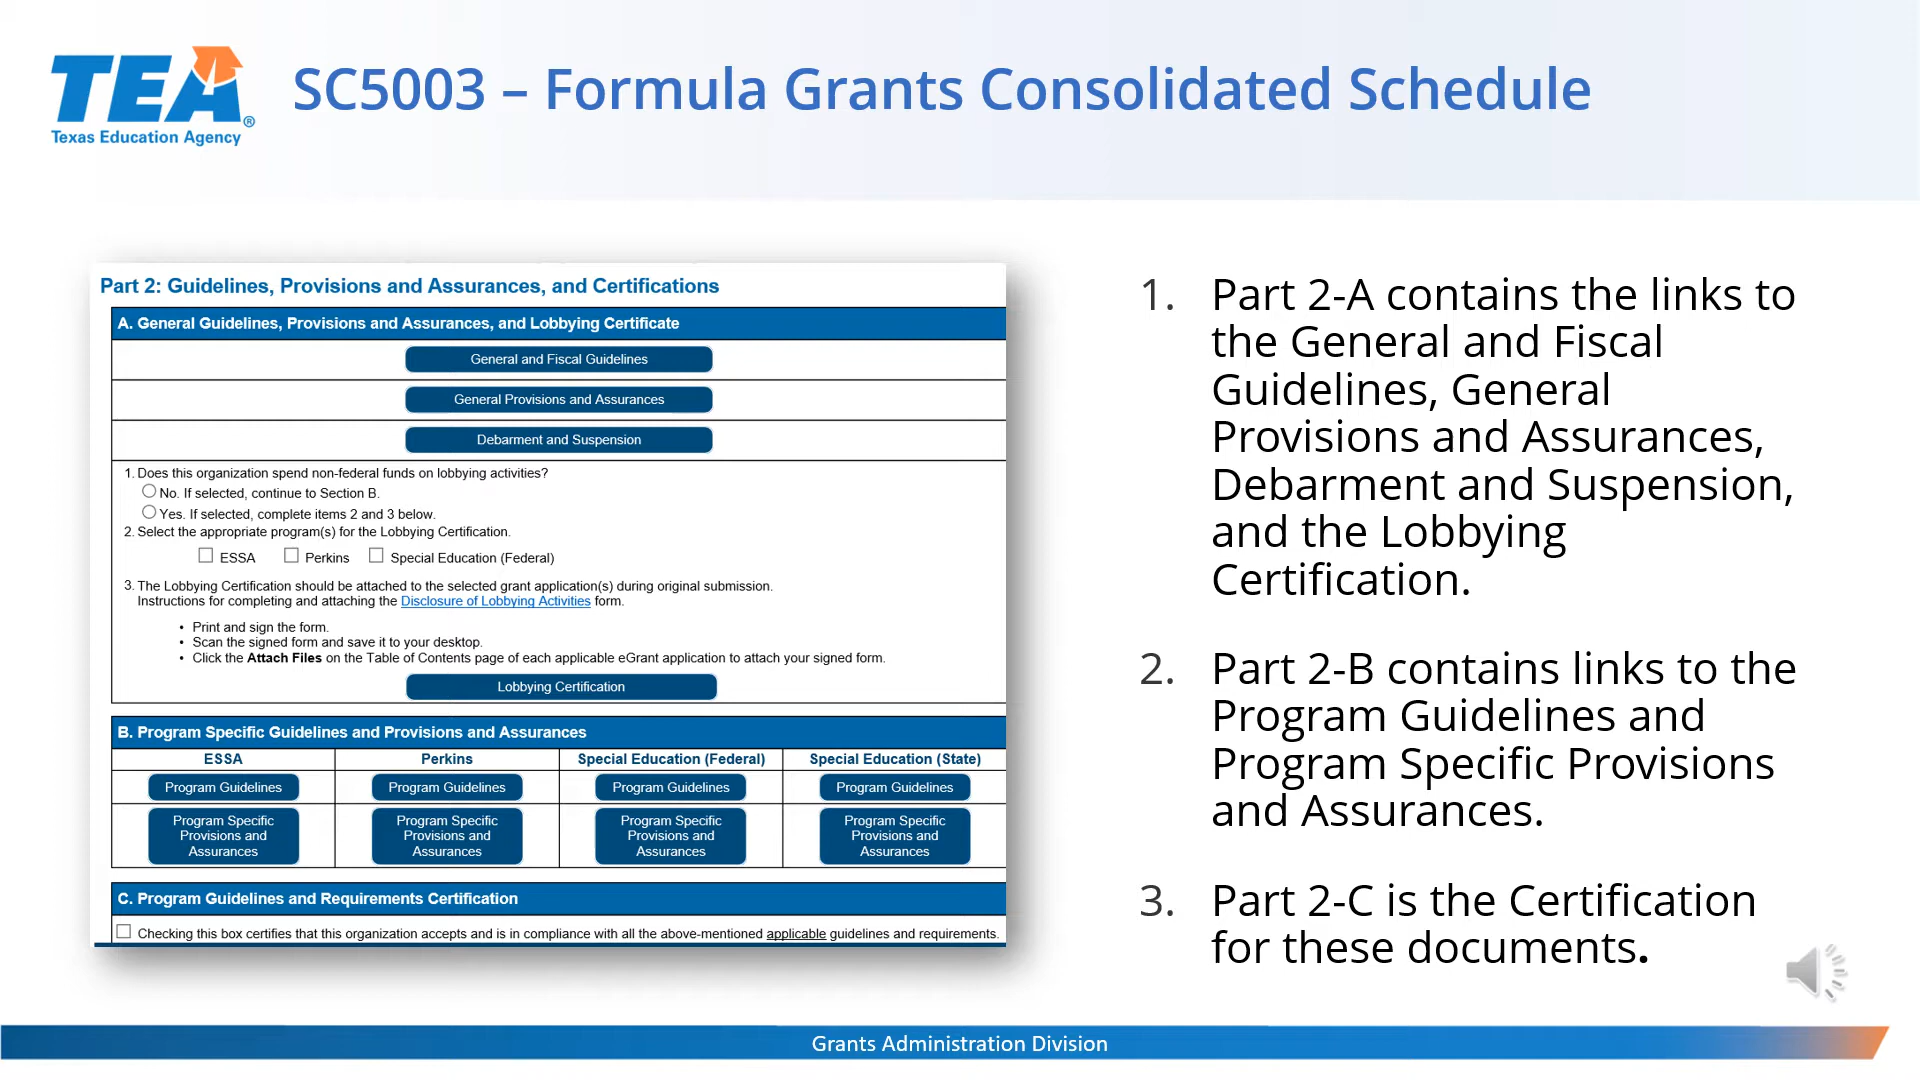 TEA®
Texas Education Agency
SC5003 – Formula Grants Consolidated Schedule
Part 2: Guidelines, Provisions and Assurances, and Certifications
A. General Guidelines, Provisions and Assurances, and Lobbying Certificate
General and Fiscal Guidelines
General Provisions and Assurances
Debarment and Suspension
1. Does this organization spend non-federal funds on lobbying activities?
No. If selected, continue to Section B.
Yes. If selected, complete items 2 and 3 below.
2. Select the appropriate program(s) for the Lobbying Certification.
ESSA Perkins Special Education (Federal)
3. The Lobbying Certification should be attached to the selected grant application(s) during original submission.
Instructions for completing and attaching the Disclosure of Lobbying Activities form.
• Print and sign the form.
• Scan the signed form and save it to your desktop.
• Click the Attach Files on the Table of Contents page of each applicable eGrant application to attach your signed form.
Lobbying Certification
B. Program Specific Guidelines and Provisions and Assurances
ESSA Perkins Special Education (Federal) Special Education (State)
Program Guidelines Program Guidelines Program Guidelines Program Guidelines
Program Specific Program Specific Program Specific Program Specific
Provisions and Provisions and Provisions and Provisions and
Assurances Assurances Assurances Assurances
C. Program Guidelines and Requirements Certification
Checking this box certifies that this organization accepts and is in compliance with all the above-mentioned applicable guidelines and requirements.
1. Part 2-A contains the links to
the General and Fiscal
Guidelines, General
Provisions and Assurances,
Debarment and Suspension,
and the Lobbying
Certification.
2. Part 2-B contains links to the
Program Guidelines and
Program Specific Provisions
and Assurances.
3. Part 2-C is the Certification
for these documents.
Grants Administration Division